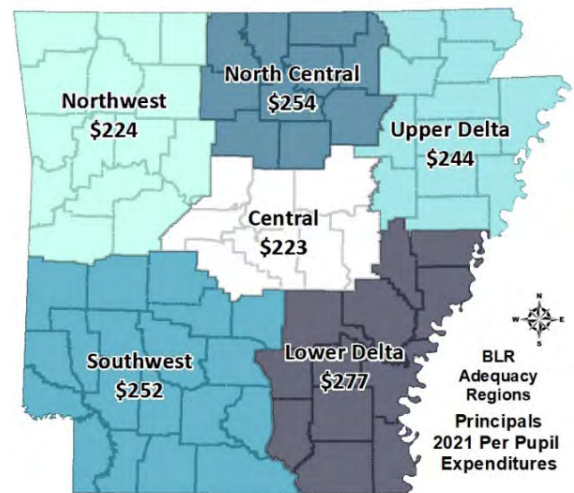 North Central
$254
Northwest
$224
Upper Delta
$244
Central
$223
Southwest
$252
Lower Delta
$277
N
W E
S
BLR
Adequacy
Regions
Principals
2021 Per Pupil
Expenditures